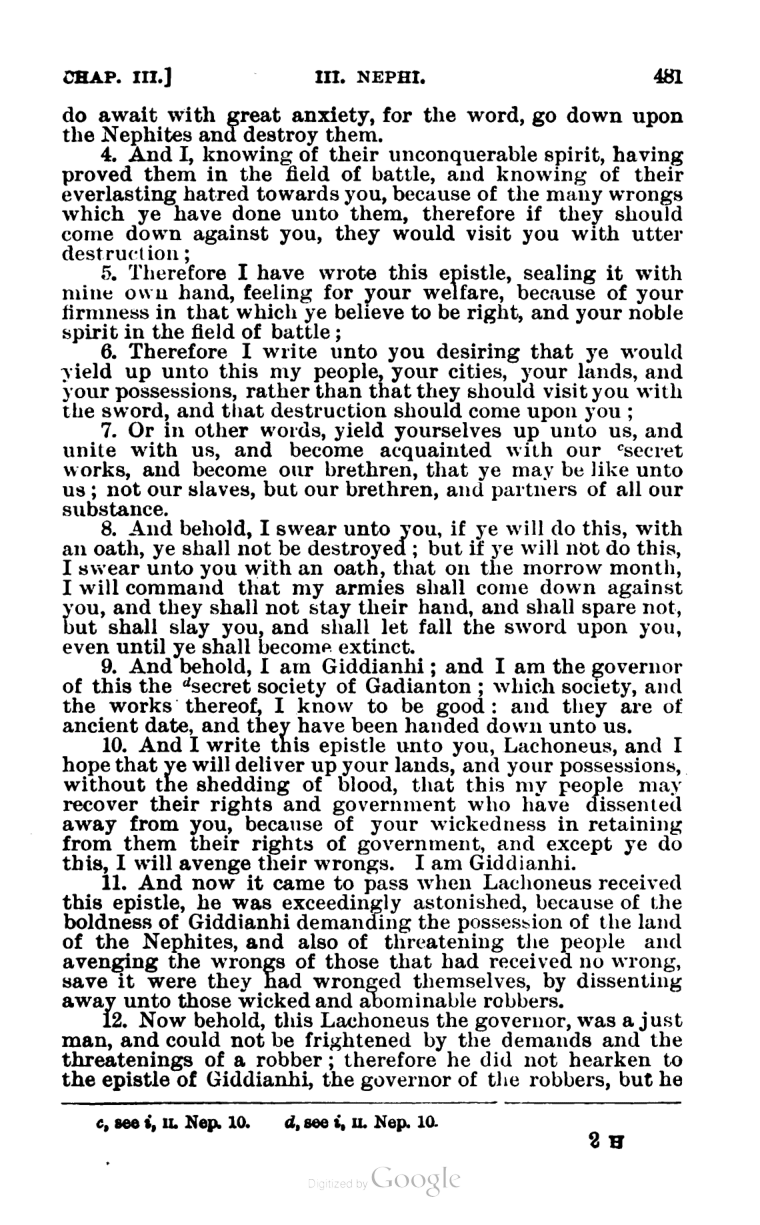 CHAP. III.] III. NEPHI. 481
do await with great anxiety, for the word, go down upon
the Nephites and destroy them.
4. And I, knowing of their unconquerable spirit, having
proved them in the field of battle, and knowing of their
everlasting hatred towards you, because of the many wrongs
which ye have done unto them, therefore if they should
come down against you, they would visit you with utter
destruction;
5. Therefore I have wrote this epistle, sealing it with
mine own hand, feeling for your welfare, because of your
firmness in that which ye believe to be right, and your noble
spirit in the field of battle;
6. Therefore I write unto you desiring that ye would
yield up unto this my people, your cities, your lands, and
your possessions, rather than that they should visit you with
the sword, and that destruction should come upon you;
7. Or in other words, yield yourselves up unto us, and
unite with us, and become acquainted with our ᶜsecret
works, and become our brethren, that ye may be like unto
us; not our slaves, but our brethren, and partners of all our
substance.
8. And behold, I swear unto you, if ye will do this, with
an oath, ye shall not be destroyed; but if ye will not do this,
I swear unto you with an oath, that on the morrow month,
I will command that my armies shall come down against
you, and they shall not stay their hand, and shall spare not,
but shall slay you, and shall let fall the sword upon you,
even until ye shall become extinct.
9. And behold, I am Giddianhi; and I am the governor
of this the ᵈsecret society of Gadianton; which society, and
the works thereof, I know to be good: and they are of
ancient date, and they have been handed down unto us.
10. And I write this epistle unto you, Lachoneus, and I
hope that ye will deliver up your lands, and your possessions,
without the shedding of blood, that this my people may
recover their rights and government who have dissented
away from you, because of your wickedness in retaining
from them their rights of government, and except ye do
this, I will avenge their wrongs. I am Giddianhi.
11. And now it came to pass when Lachoneus received
this epistle, he was exceedingly astonished, because of the
boldness of Giddianhi demanding the possession of the land
of the Nephites, and also of threatening the people and
avenging the wrongs of those that had received no wrong,
save it were they had wronged themselves, by dissenting
away unto those wicked and abominable robbers.
12. Now behold, this Lachoneus the governor, was a just
man, and could not be frightened by the demands and the
threatenings of a robber; therefore he did not hearken to
the epistle of Giddianhi, the governor of the robbers, but he
c, see i, II. Nep. 10. d, see i, II. Nep. 10.
2 H
Digitized by Google